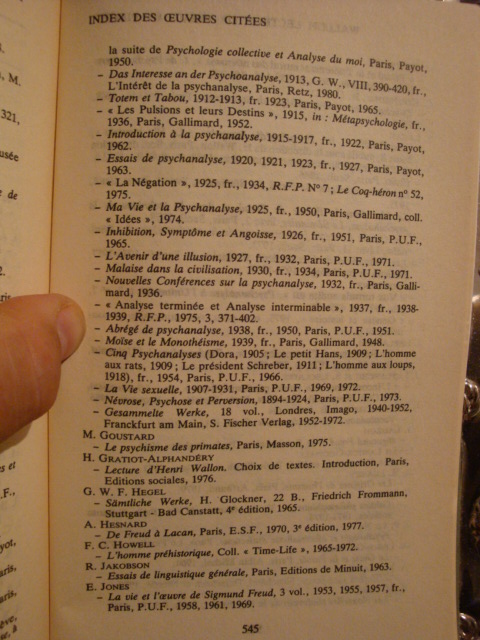 INDEX DES ŒUVRES CITÉES
la suite de Psychologie collective et Analyse du moi, Paris, Payot,
1950.
– Das Interesse an der Psychoanalyse, 1913, G. W., VIII, 390-420, fr.,
L'Intérêt de la psychanalyse, Paris, Retz, 1980.
– Totem et Tabou, 1912-1913, fr. 1923, Paris, Payot, 1965.
– « Les Pulsions et leurs Destins », 1915, in : Métapsychologie, fr.,
1936, Paris, Gallimard, 1952.
– Introduction à la psychanalyse, 1915-1917, fr., 1922, Paris, Payot,
1962.
– Essais de psychanalyse, 1920, 1921, 1923, fr., 1927, Paris, Payot,
1963.
– « La Négation », 1925, fr., 1934, R.F.P. N° 7 ; Le Coq-héron n° 52,
1975.
– Ma Vie et la Psychanalyse, 1925, fr., 1950, Paris, Gallimard, coll.
« Idées », 1974.
– Inhibition, Symptôme et Angoisse, 1926, fr., 1951, Paris, P.U.F.,
1965.
– L'Avenir d'une illusion, 1927, fr., 1932, Paris, P.U.F., 1971.
– Malaise dans la civilisation, 1930, fr., 1934, Paris, P.U.F., 1971.
– Nouvelles Conférences sur la psychanalyse, 1932, fr., Paris, Galli-
mard, 1936.
– « Analyse terminée et Analyse interminable », 1937, fr., 1938-
1939, R.F.P., 1975, 3, 371-402.
– Abrégé de psychanalyse, 1938, fr., 1950, Paris, P.U.F., 1951.
– Moïse et le Monothéisme, 1939, fr., Paris, Gallimard, 1948.
– Cinq Psychanalyses (Dora, 1905 ; Le petit Hans, 1909 ; L'homme
aux rats, 1909 ; Le président Schreber, 1911 ; L'homme aux loups,
1918), fr., 1954, Paris, P.U.F., 1966.
– La Vie sexuelle, 1907-1931, Paris, P.U.F., 1969, 1972.
– Névrose, Psychose et Perversion, 1894-1924, Paris, P.U.F., 1973.
– Gesammelte Werke, 18 vol., Londres, Imago, 1940-1952,
Franckfurt am Main, S. Fischer Verlag, 1952-1972.
M. GOUSTARD
– Le psychisme des primates, Paris, Masson, 1975.
H. GRATIOT-ALPHANDÉRY
– Lecture d'Henri Wallon. Choix de textes. Introduction, Paris,
Editions sociales, 1976.
G. W. F. HEGEL
– Sämtliche Werke, H. Glockner, 22 B., Friedrich Frommann,
Stuttgart - Bad Canstatt, 4e édition, 1965.
A. HESNARD
– De Freud à Lacan, Paris, E.S.F., 1970, 3e édition, 1977.
F. C. HOWELL
– L'homme préhistorique, Coll. « Time-Life », 1965-1972.
R. JAKOBSON
– Essais de linguistique générale, Paris, Editions de Minuit, 1963.
E. JONES
– La vie et l'œuvre de Sigmund Freud, 3 vol., 1953, 1955, 1957, fr.,
Paris, P.U.F., 1958, 1961, 1969.
545